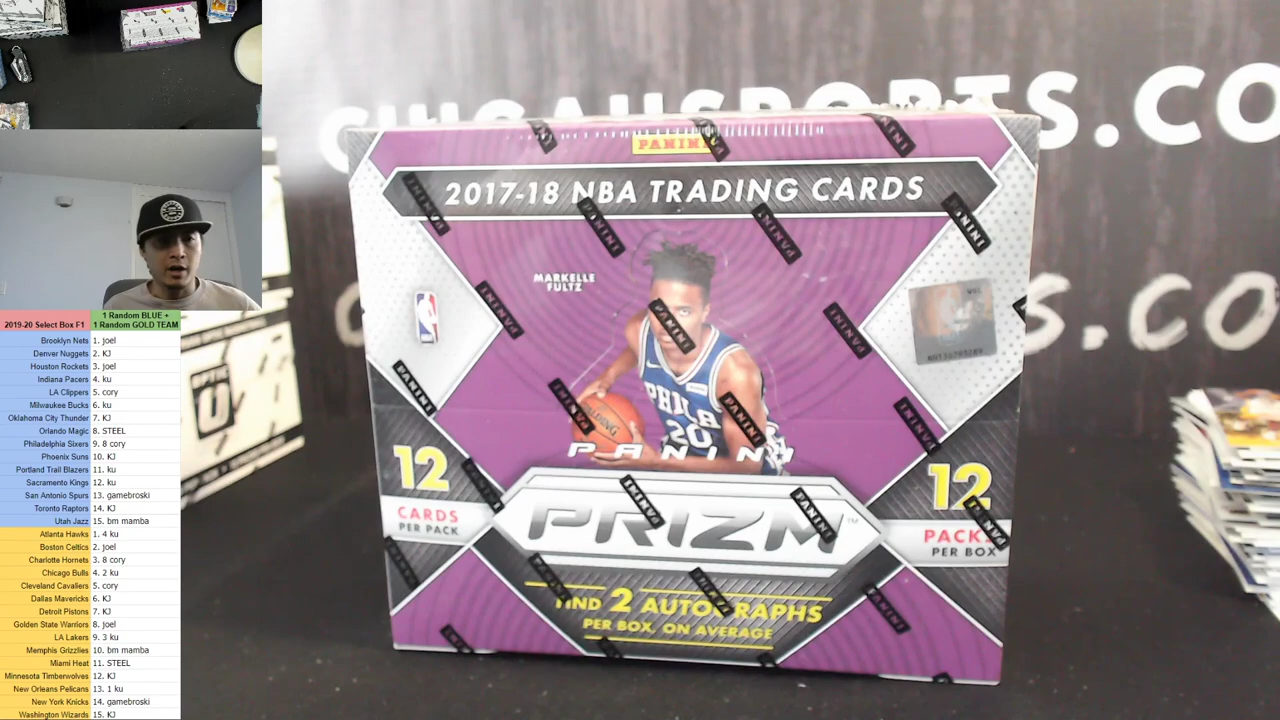 2019-20 Select Box F1
1 Random BLUE +
1 Random GOLD TEAM
Brooklyn Nets 1. joel
Denver Nuggets 2. KJ
Houston Rockets 3. joel
Indiana Pacers 4. ku
LA Clippers 5. cory
Milwaukee Bucks 6. ku
Oklahoma City Thunder 7. KJ
Orlando Magic 8. STEEL
Philadelphia Sixers 9. 8 cory
Phoenix Suns 10. KJ
Portland Trail Blazers 11. ku
Sacramento Kings 12. ku
San Antonio Spurs 13. gamebroski
Toronto Raptors 14. KJ
Utah Jazz 15. bm mamba
Atlanta Hawks 1. 4 ku
Boston Celtics 2. joel
Charlotte Hornets 3. 8 cory
Chicago Bulls 4. 2 ku
Cleveland Cavaliers 5. cory
Dallas Mavericks 6. KJ
Detroit Pistons 7. KJ
Golden State Warriors 8. joel
LA Lakers 9. 3 ku
Memphis Grizzlies 10. bm mamba
Miami Heat 11. STEEL
Minnesota Timberwolves 12. KJ
New Orleans Pelicans 13. 1 ku
New York Knicks 14. gamebroski
Washington Wizards 15. KJ
PANINI
2017-18 NBA TRADING CARDS
MARKELLE
FULTZ
PHILA
20
PANINI
PRIZM
12
CARDS
PER PACK
12
PACKS
PER BOX
FIND 2 AUTOGRAPHS
PER BOX, ON AVERAGE